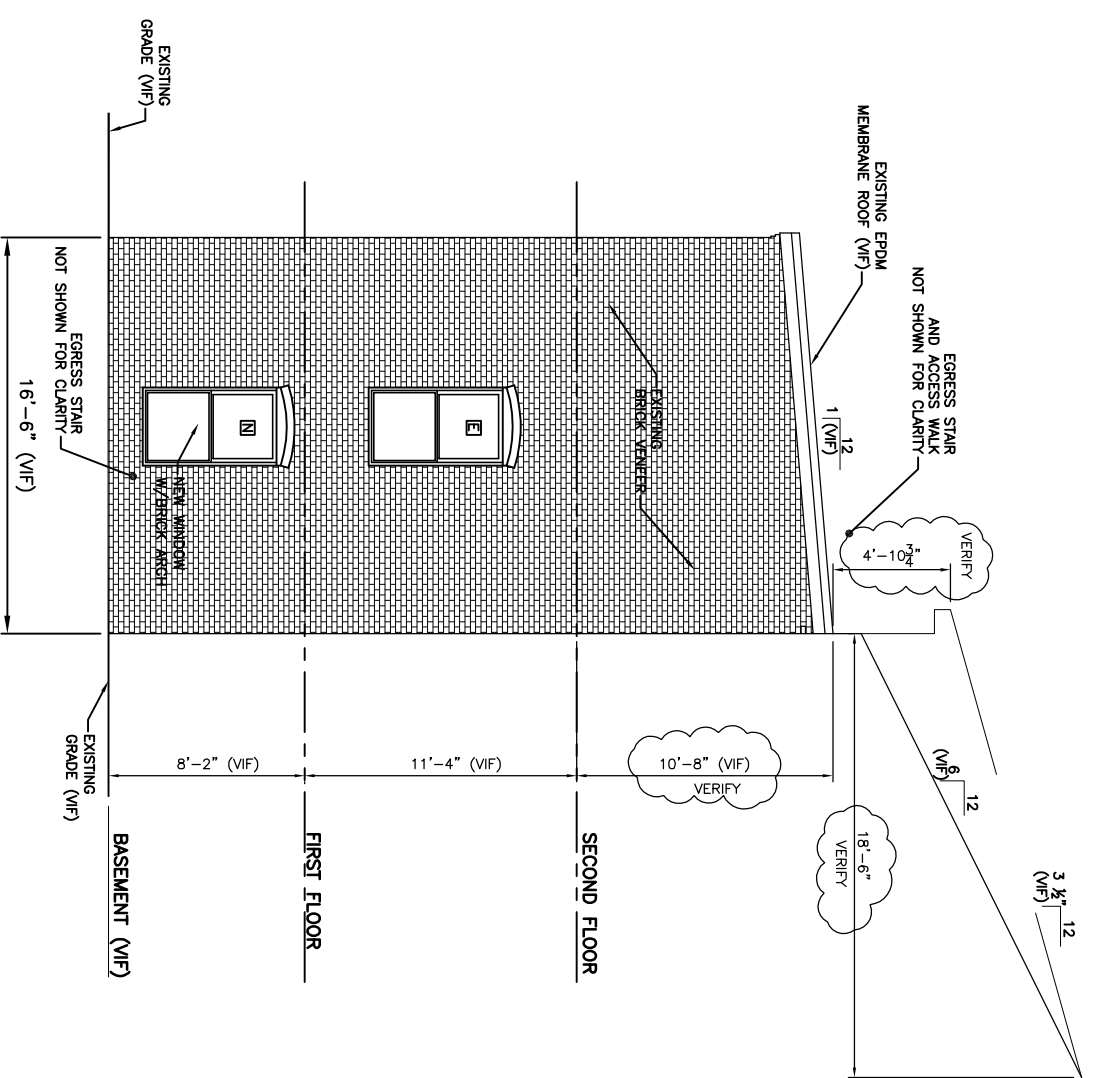 EXISTING
GRADE (VIF)
EXISTING EPDM
MEMBRANE ROOF (VIF)
EGRESS STAIR
AND ACCESS WALK
NOT SHOWN FOR CLARITY
VERIFY
4'-10¾"
12
1
(VIF)
EXISTING
BRICK VENEER
E
N
NEW WINDOW
W/BRICK ARCH
EGRESS STAIR
NOT SHOWN FOR CLARITY
16'-6" (VIF)
EXISTING
GRADE (VIF)
8'-2" (VIF)
11'-4" (VIF)
10'-8" (VIF)
VERIFY
12
6
(VIF)
18'-6"
VERIFY
12
3 ½"
(VIF)
SECOND FLOOR
FIRST FLOOR
BASEMENT (VIF)